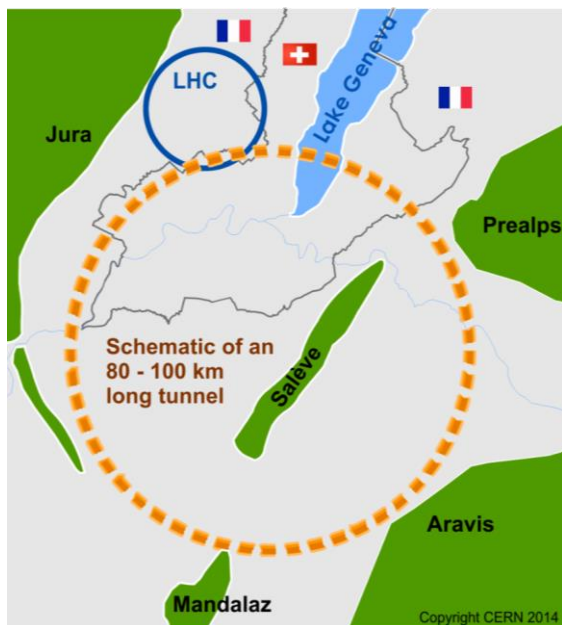 LHC
Lake Geneva
Jura
Prealps
Schematic of an
80 - 100 km
long tunnel
Salève
Aravis
Mandalaz
Copyright CERN 2014